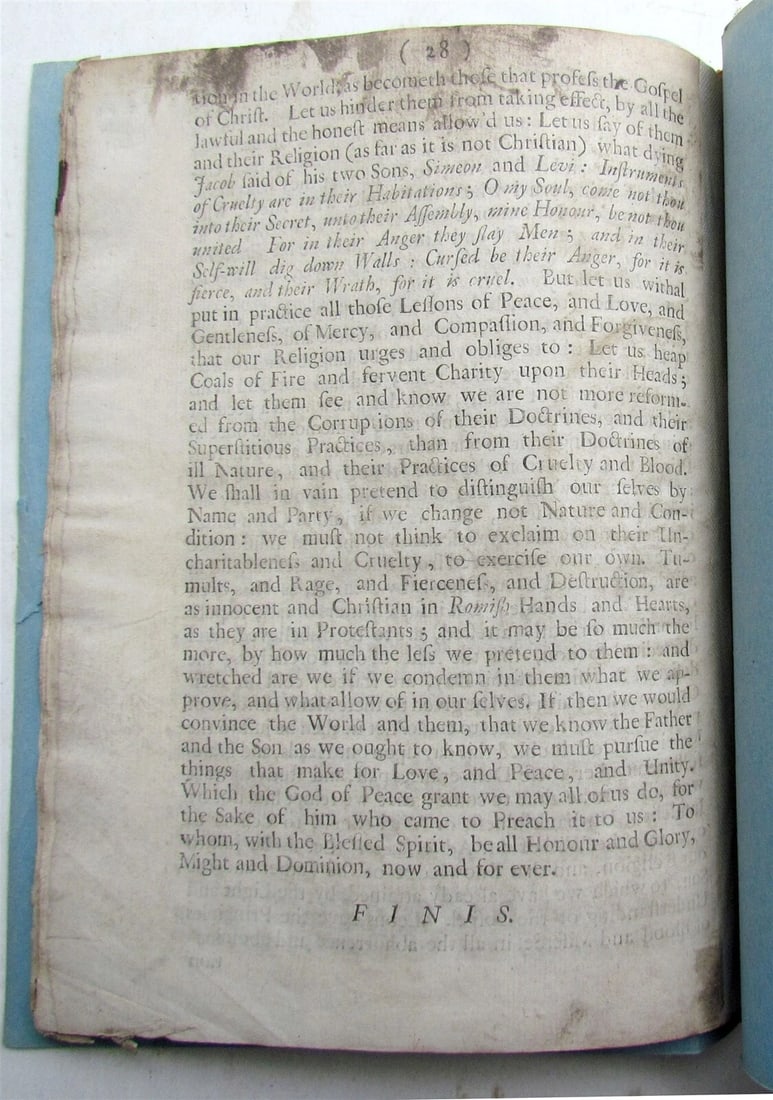 ( 28 )
tion in the World, as becometh thoſe that profeſs the Goſpel
of Chriſt. Let us hinder them from taking effect, by all the
lawful and the honeſt means allow'd us: Let us ſay of them
and their Religion (as far as it is not Chriſtian) what dying
Jacob ſaid of his two Sons, Simeon and Levi: Inſtruments
of Cruelty are in their Habitations; O my Soul, come not thou
into their Secret, unto their Aſſembly, mine Honour, be not thou
united For in their Anger they ſlay Men; and in their
Self-will dig down Walls: Curſed be their Anger, for it is
fierce, and their Wrath, for it is cruel. But let us withal
put in practice all thoſe Leſſons of Peace, and Love, and
Gentleneſs, of Mercy, and Compaſſion, and Forgiveneſs,
that our Religion urges and obliges to: Let us heap
Coals of Fire and fervent Charity upon their Heads;
and let them ſee and know we are not more reform-
ed from the Corruptions of their Doctrines, and their
Superſtitious Practices, than from their Doctrines of
ill Nature, and their Practices of Cruelty and Blood.
We ſhall in vain pretend to diſtinguiſh our ſelves by
Name and Party, if we change not Nature and Con-
dition: we muſt not think to exclaim on their Un-
charitableneſs and Cruelty, to exerciſe our own. Tu-
mults, and Rage, and Fierceneſs, and Deſtruction, are
as innocent and Chriſtian in Romiſh Hands and Hearts,
as they are in Proteſtants; and it may be ſo much the
more, by how much the leſs we pretend to them: and
wretched are we if we condemn in them what we ap-
prove, and what allow of in our ſelves. If then we would
convince the World and them, that we know the Father
and the Son as we ought to know, we muſt purſue the
things that make for Love, and Peace, and Unity.
Which the God of Peace grant we may all of us do, for
the Sake of him who came to Preach it to us: To
whom, with the Bleſſed Spirit, be all Honour and Glory,
Might and Dominion, now and for ever.
FINIS.